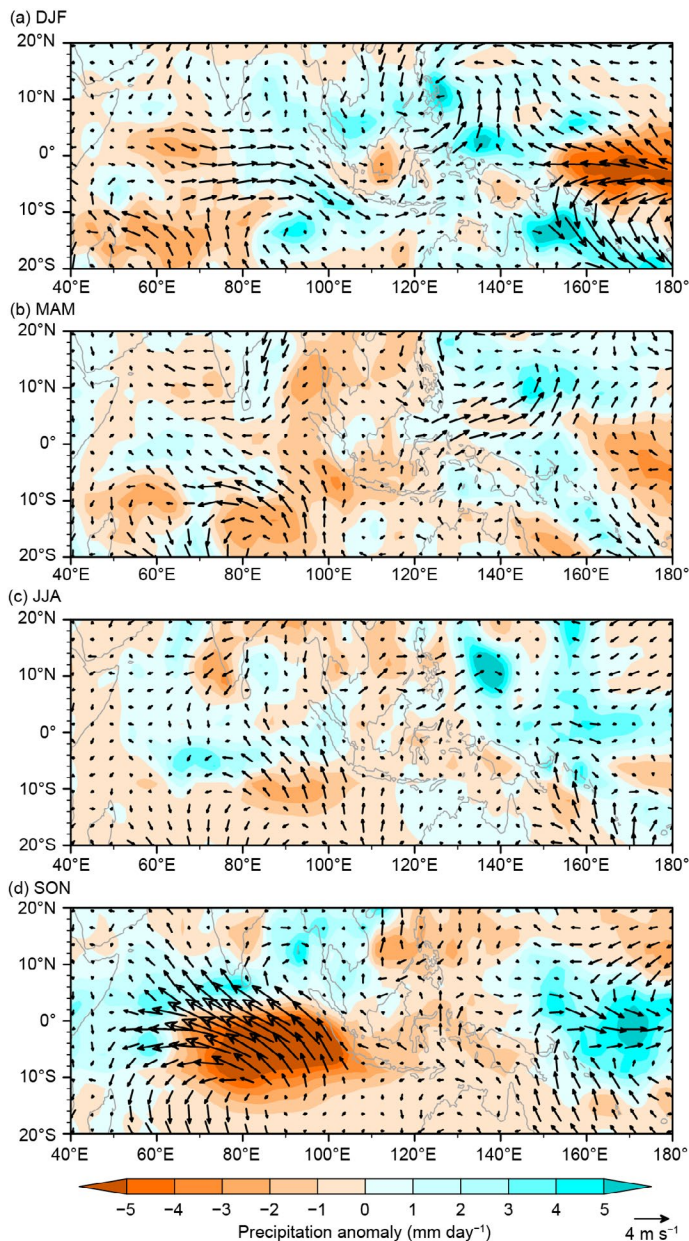 (a) DJF
20°N
10°N
0°
10°S
20°S
40°E 60°E 80°E 100°E 120°E 140°E 160°E 180°
(b) MAM
20°N
10°N
0°
10°S
20°S
40°E 60°E 80°E 100°E 120°E 140°E 160°E 180°
(c) JJA
20°N
10°N
0°
10°S
20°S
40°E 60°E 80°E 100°E 120°E 140°E 160°E 180°
(d) SON
20°N
10°N
0°
10°S
20°S
40°E 60°E 80°E 100°E 120°E 140°E 160°E 180°
−5 −4 −3 −2 −1 0 1 2 3 4 5
Precipitation anomaly (mm day⁻¹) 4 m s⁻¹